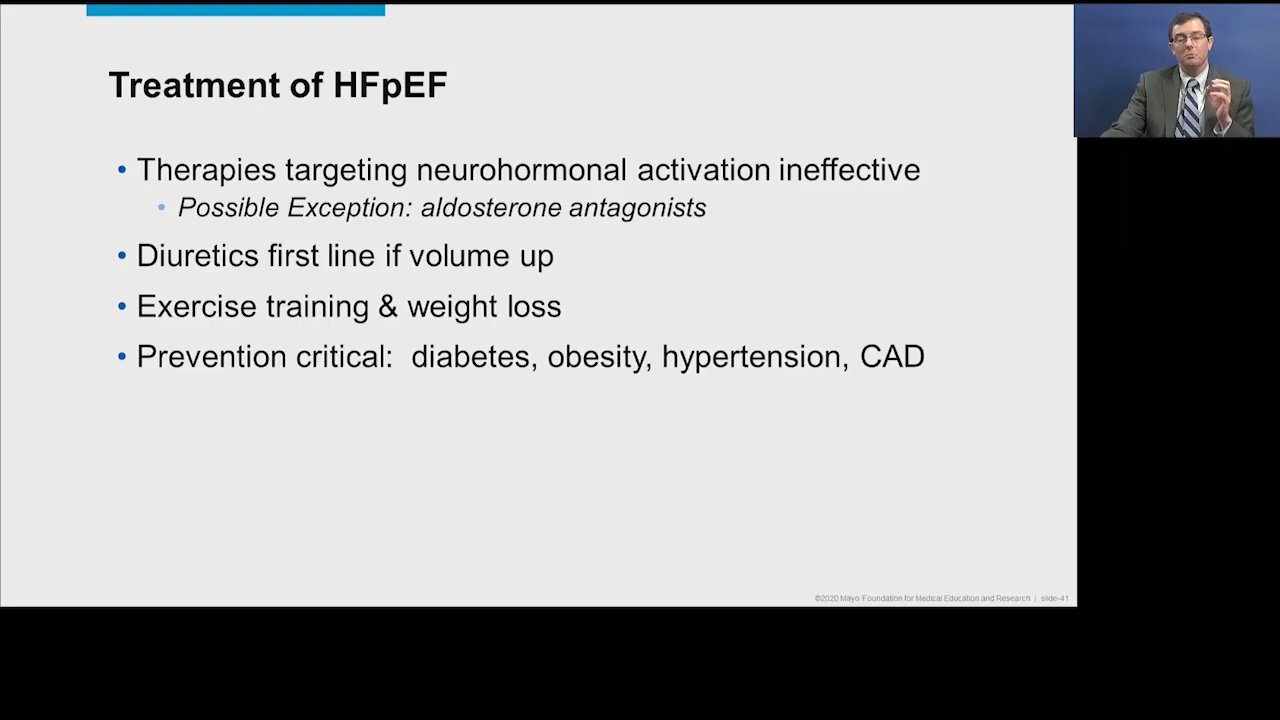 Treatment of HFpEF
• Therapies targeting neurohormonal activation ineffective
• Possible Exception: aldosterone antagonists
• Diuretics first line if volume up
• Exercise training & weight loss
• Prevention critical: diabetes, obesity, hypertension, CAD
©2020 Mayo Foundation for Medical Education and Research | slide-41